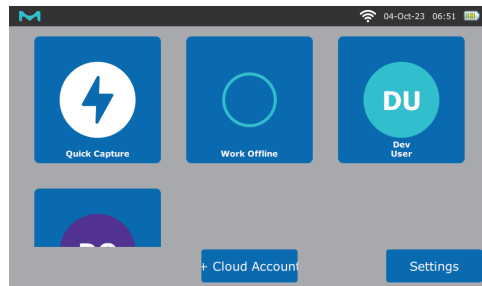 04-Oct-23 06:51
DU
Quick Capture
Work Offline
Dev
User
+ Cloud Account
Settings